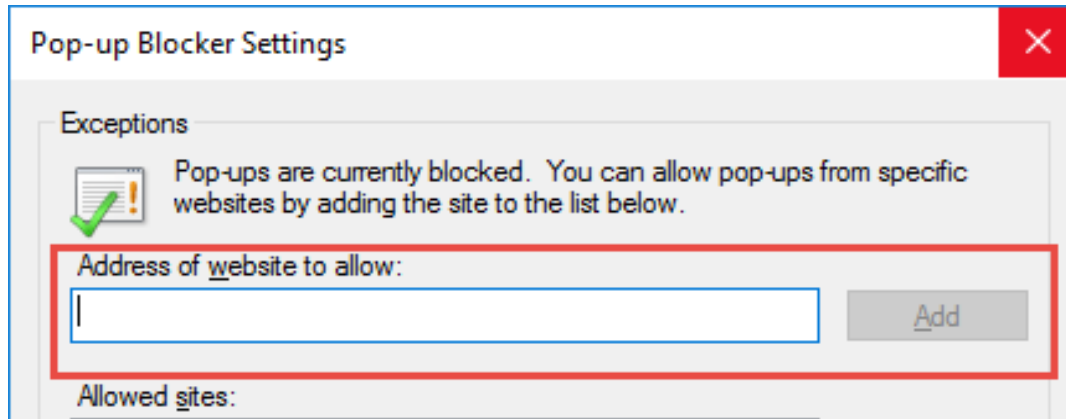 Pop-up Blocker Settings
Exceptions
Pop-ups are currently blocked.  You can allow pop-ups from specific
websites by adding the site to the list below.
Address of website to allow:
Add
Allowed sites: